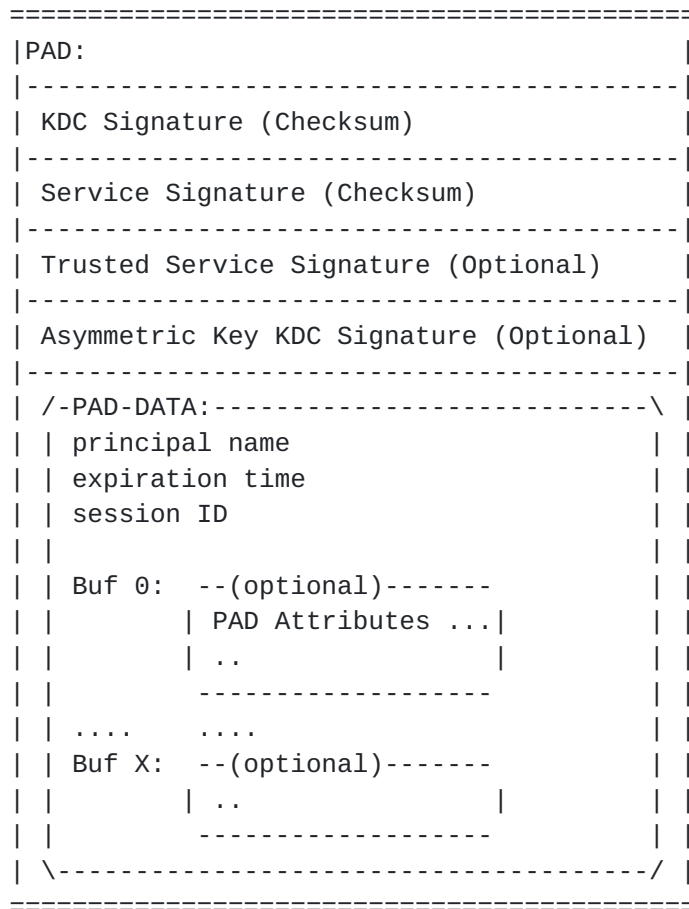 ============================================
|PAD:                                      |
|------------------------------------------|
| KDC Signature (Checksum)                 |
|------------------------------------------|
| Service Signature (Checksum)             |
|------------------------------------------|
| Trusted Service Signature (Optional)     |
|------------------------------------------|
| Asymmetric Key KDC Signature (Optional)  |
|------------------------------------------|
| /-PAD-DATA:----------------------------\ |
| | principal name                       | |
| | expiration time                      | |
| | session ID                           | |
| |                                      | |
| | Buf 0:  --(optional)-------          | |
| |        | PAD Attributes ...|         | |
| |        | ..                |         | |
| |         -------------------          | |
| | ....    ....                         | |
| | Buf X:  --(optional)-------          | |
| |        | ..                |         | |
| |         -------------------          | |
| \--------------------------------------/ |
============================================